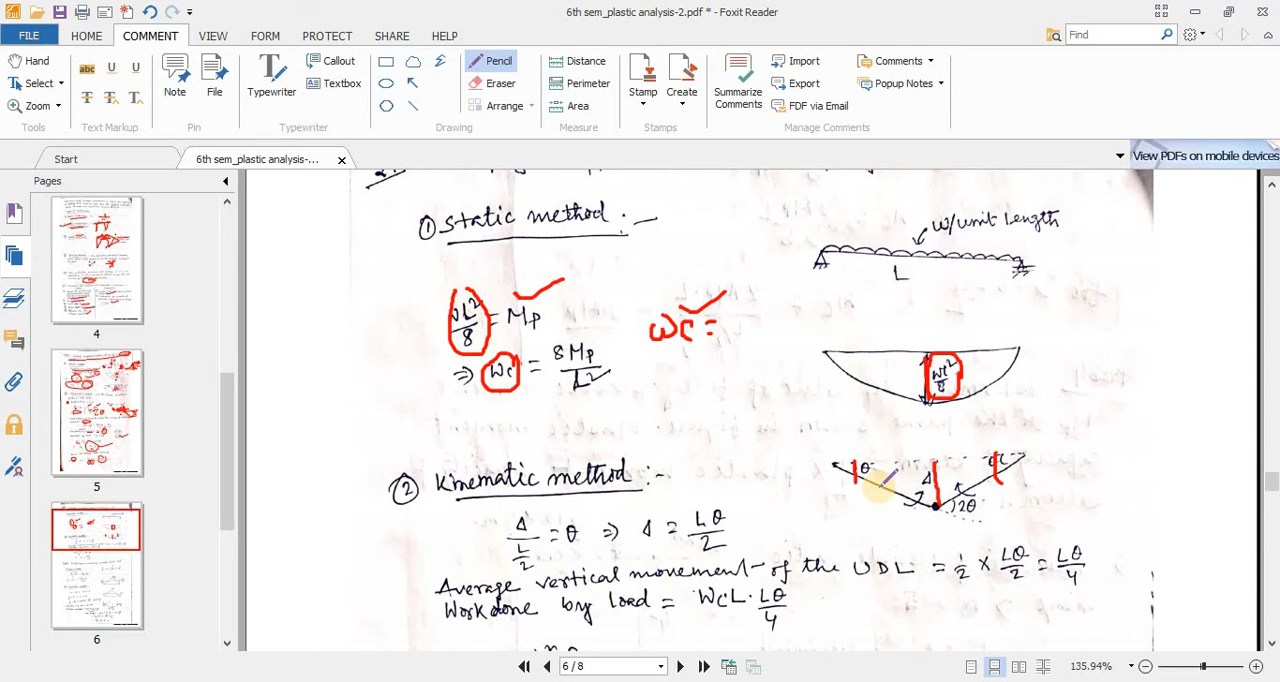 6th sem_plastic analysis-2.pdf * - Foxit Reader
FILE HOME COMMENT VIEW FORM PROTECT SHARE HELP
Find
Hand
Select
Zoom
Tools
Text Markup
Note
File
Pin
Typewriter
Callout
Textbox
Typewriter
Pencil
Eraser
Arrange
Drawing
Distance
Perimeter
Area
Measure
Stamp
Create
Stamps
Summarize
Comments
Import
Export
FDF via Email
Comments
Popup Notes
Manage Comments
Start
6th sem_plastic analysis-...
View PDFs on mobile devices
Pages
4
5
6
① Static method :-
w/unit length
L
wL²/8 = Mp
wc =
⇒ wc = 8Mp/L²
wl²/8
② Kinematic method :-
θ
Δ
2θ
Δ/(L/2) = θ ⇒ Δ = Lθ/2
Average vertical movement of the UDL = 1/2 × Lθ/2 = Lθ/4
Workdone by load = WcL . Lθ/4
6 / 8
135.94%